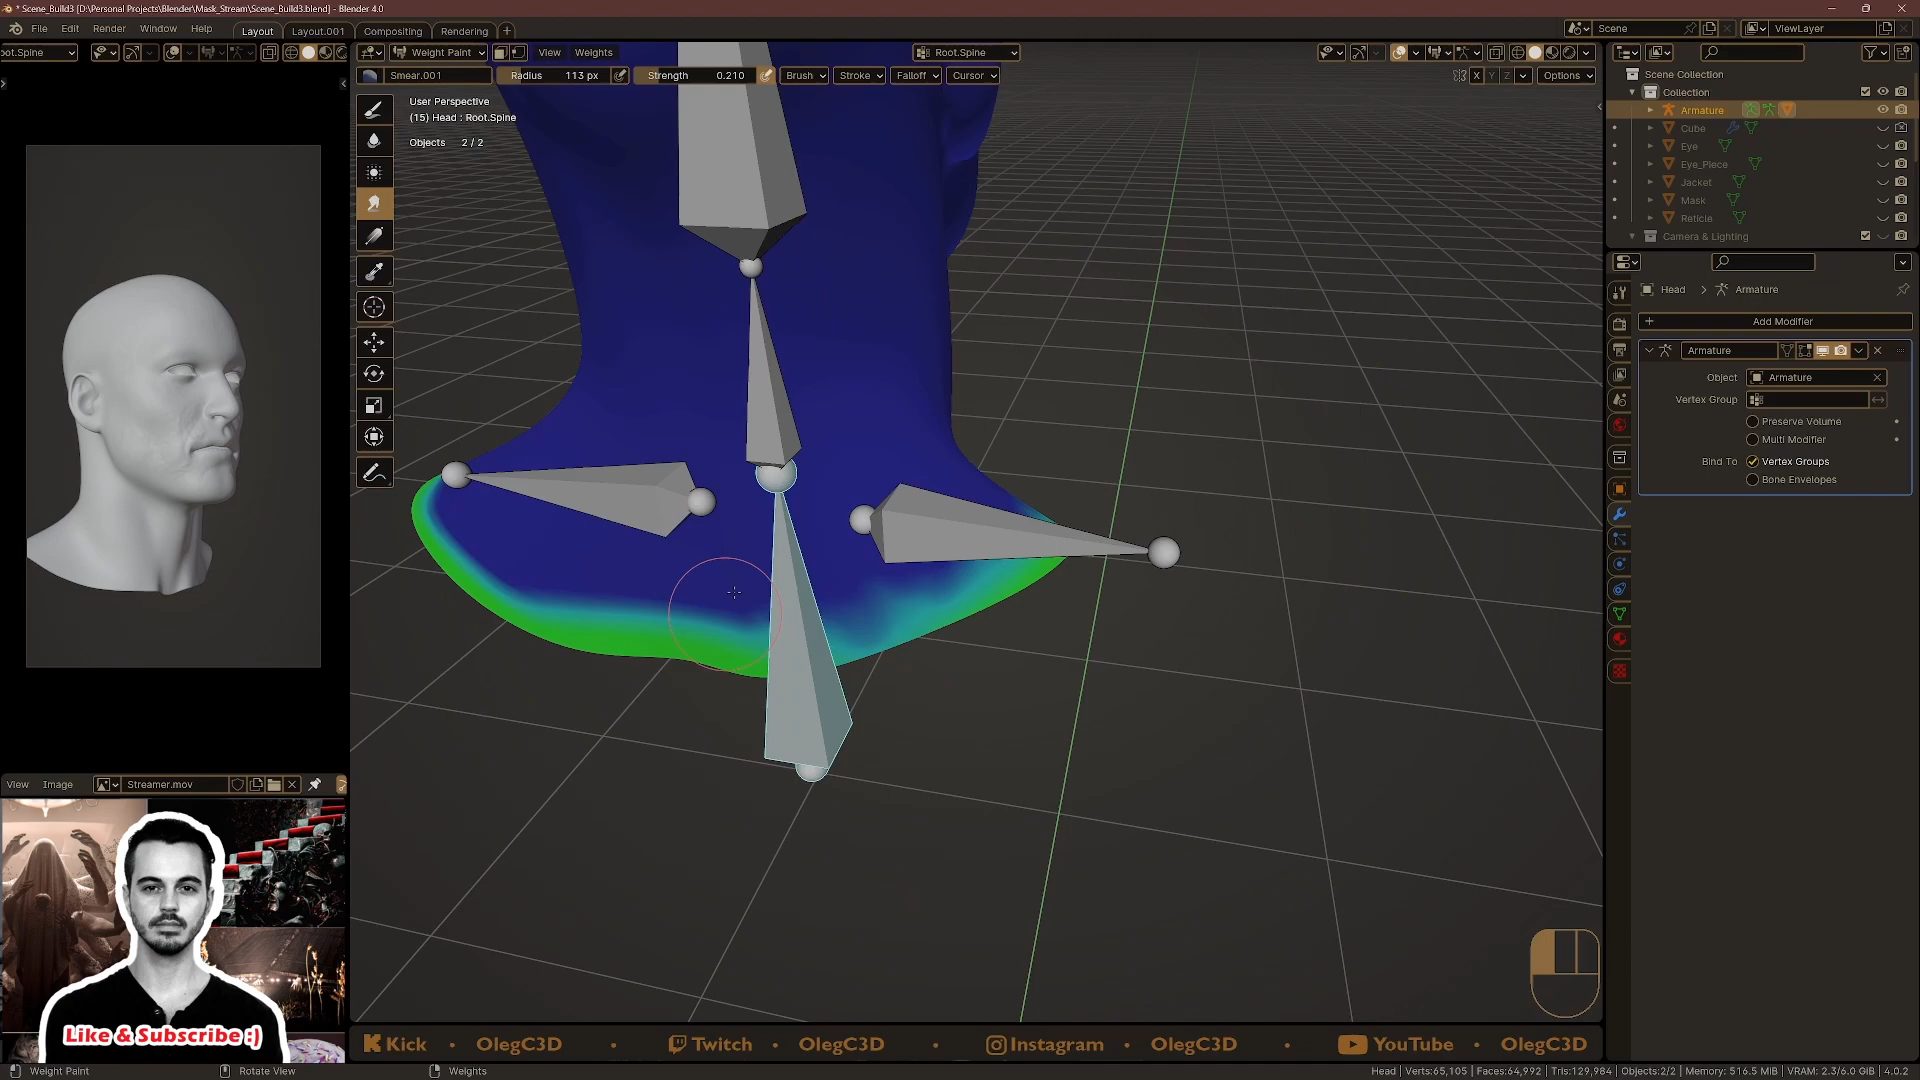 * Scene_Build3 [D:\Personal Projects\Blender\Mask_Stream\Scene_Build3.blend] - Blender 4.0
File Edit Render Window Help Layout Layout.001 Compositing Rendering +
Scene ViewLayer
oot.Spine Weight Paint View Weights Root.Spine
Smear.001 Radius 113 px Strength 0.210 Brush Stroke Falloff Cursor X Y Z Options
User Perspective
(15) Head : Root.Spine
Objects 2 / 2
Scene Collection
Collection
Armature
Cube
Eye
Eye_Piece
Jacket
Mask
Reticle
Camera & Lighting
Head > Armature
+ Add Modifier
Armature
Object Armature
Vertex Group
Preserve Volume
Multi Modifier
Bind To Vertex Groups
Bone Envelopes
View Image Streamer.mov
Like & Subscribe :)
Kick • OlegC3D • Twitch • OlegC3D • Instagram • OlegC3D • YouTube • OlegC3D
Weight Paint Rotate View Weights
Head | Verts:65,105 | Faces:64,992 | Tris:129,984 | Objects:2/2 | Memory: 516.5 MiB | VRAM: 2.3/6.0 GiB | 4.0.2